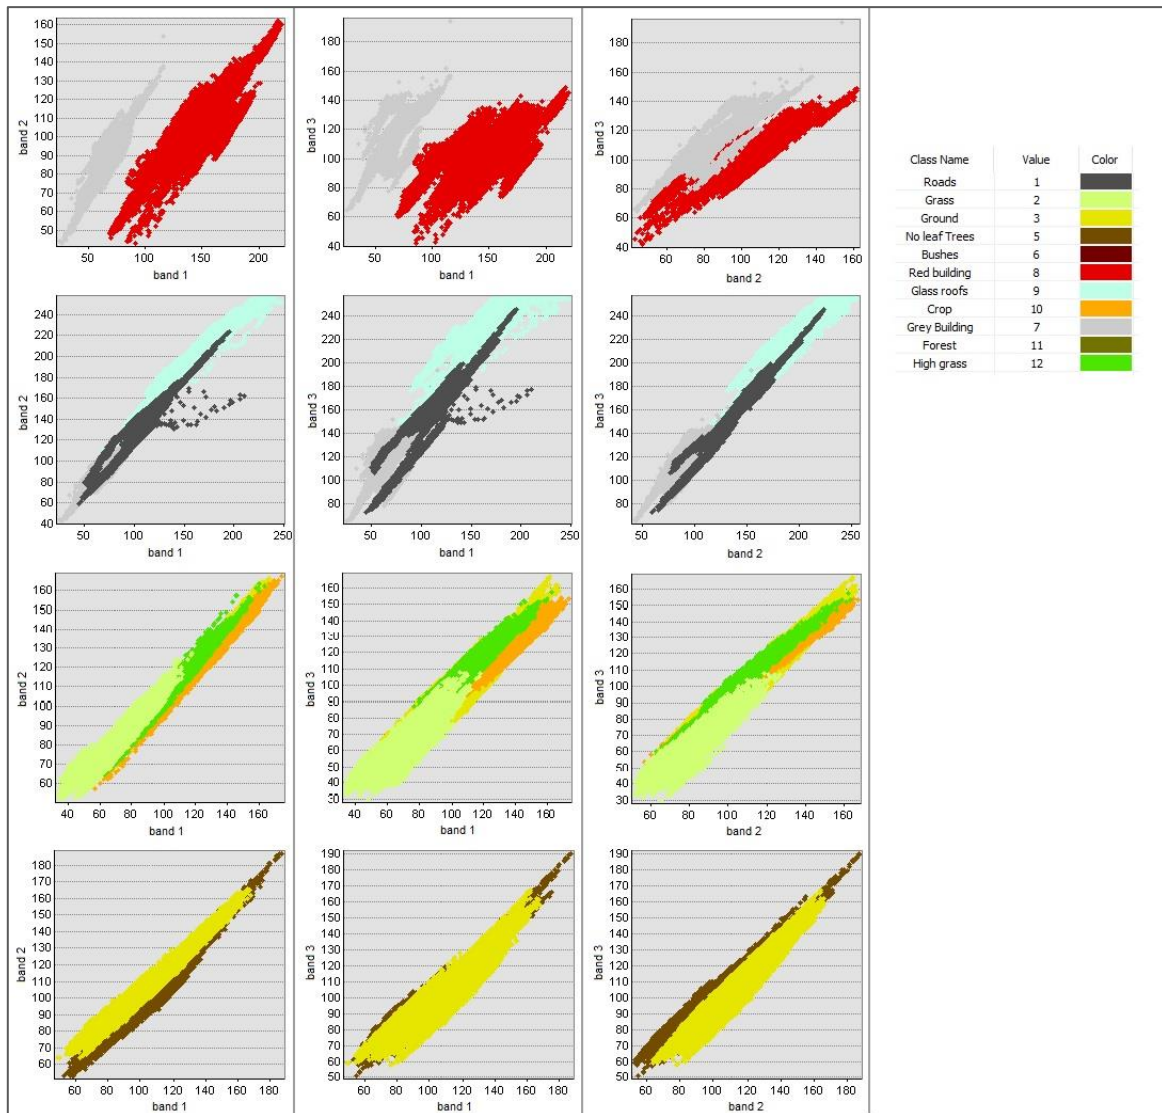 band 2
160
150
140
130
120
110
100
90
80
70
60
50
50 100 150 200
band 1
band 3
180
160
140
120
100
80
60
40
50 100 150 200
band 1
band 3
180
160
140
120
100
80
60
40
40 60 80 100 120 140 160
band 2
Class Name Value Color
Roads 1
Grass 2
Ground 3
No leaf Trees 5
Bushes 6
Red building 8
Glass roofs 9
Crop 10
Grey Building 7
Forest 11
High grass 12
band 2
220
200
180
160
140
120
100
80
60
40
50 100 150 200 250
band 1
band 3
240
220
200
180
160
140
120
100
80
50 100 150 200 250
band 1
band 3
240
220
200
180
160
140
120
100
80
50 75 100 125 150 175 200 225 250
band 2
band 2
160
150
140
130
120
110
100
90
80
70
60
40 60 80 100 120 140 160
band 1
band 3
160
150
140
130
120
110
100
90
80
70
60
50
40
30
40 60 80 100 120 140 160
band 1
band 3
160
150
140
130
120
110
100
90
80
70
60
50
40
30
60 80 100 120 140 160
band 2
band 2
180
170
160
150
140
130
120
110
100
90
80
70
60
60 80 100 120 140 160 180
band 1
band 3
190
180
170
160
150
140
130
120
110
100
90
80
70
60
50
60 80 100 120 140 160 180
band 1
band 3
190
180
170
160
150
140
130
120
110
100
90
80
70
60
50
60 80 100 120 140 160 180
band 2